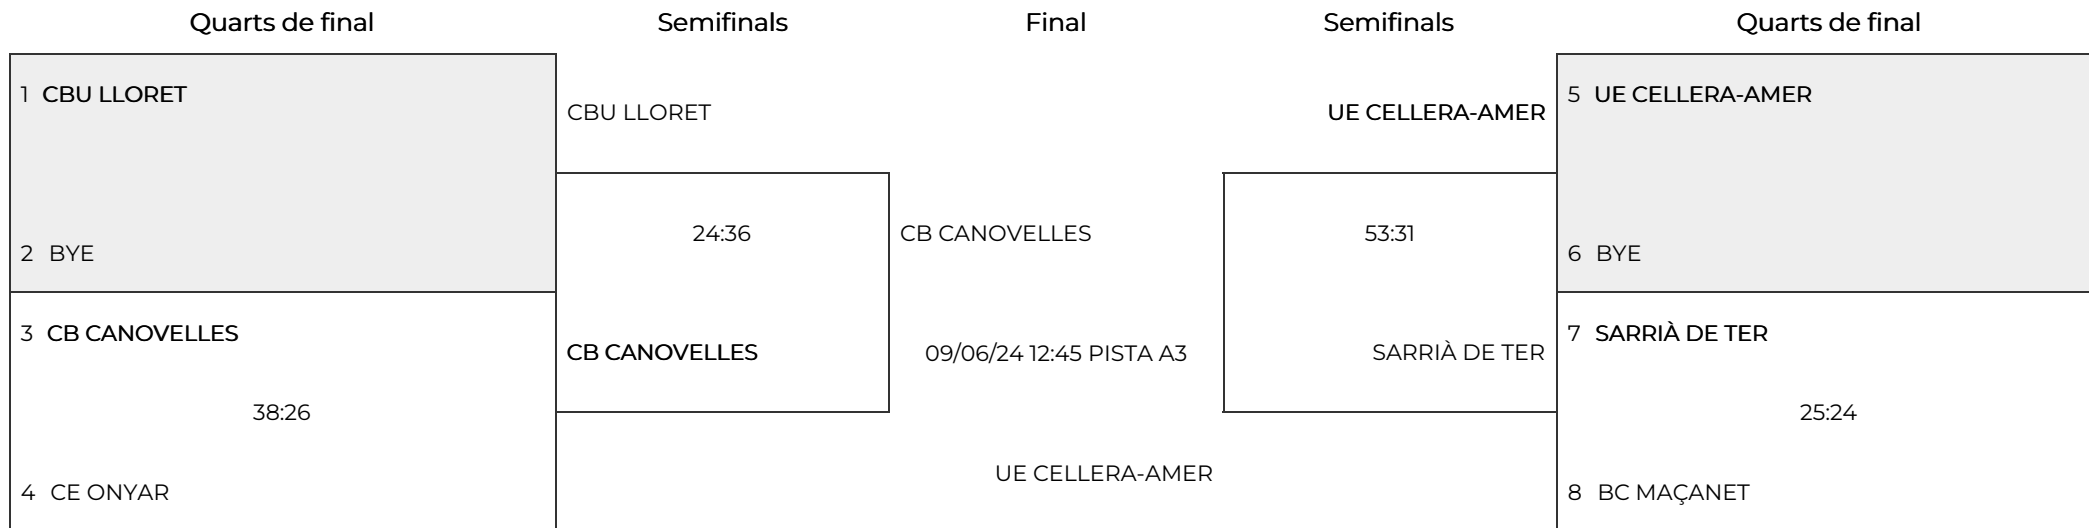 Quarts de final
Semifinals
Final
Semifinals
Quarts de final
1 CBU LLORET
2 BYE
3 CB CANOVELLES
38:26
4 CE ONYAR
CBU LLORET
24:36
CB CANOVELLES
CB CANOVELLES
09/06/24 12:45 PISTA A3
UE CELLERA-AMER
UE CELLERA-AMER
53:31
SARRIÀ DE TER
5 UE CELLERA-AMER
6 BYE
7 SARRIÀ DE TER
25:24
8 BC MAÇANET